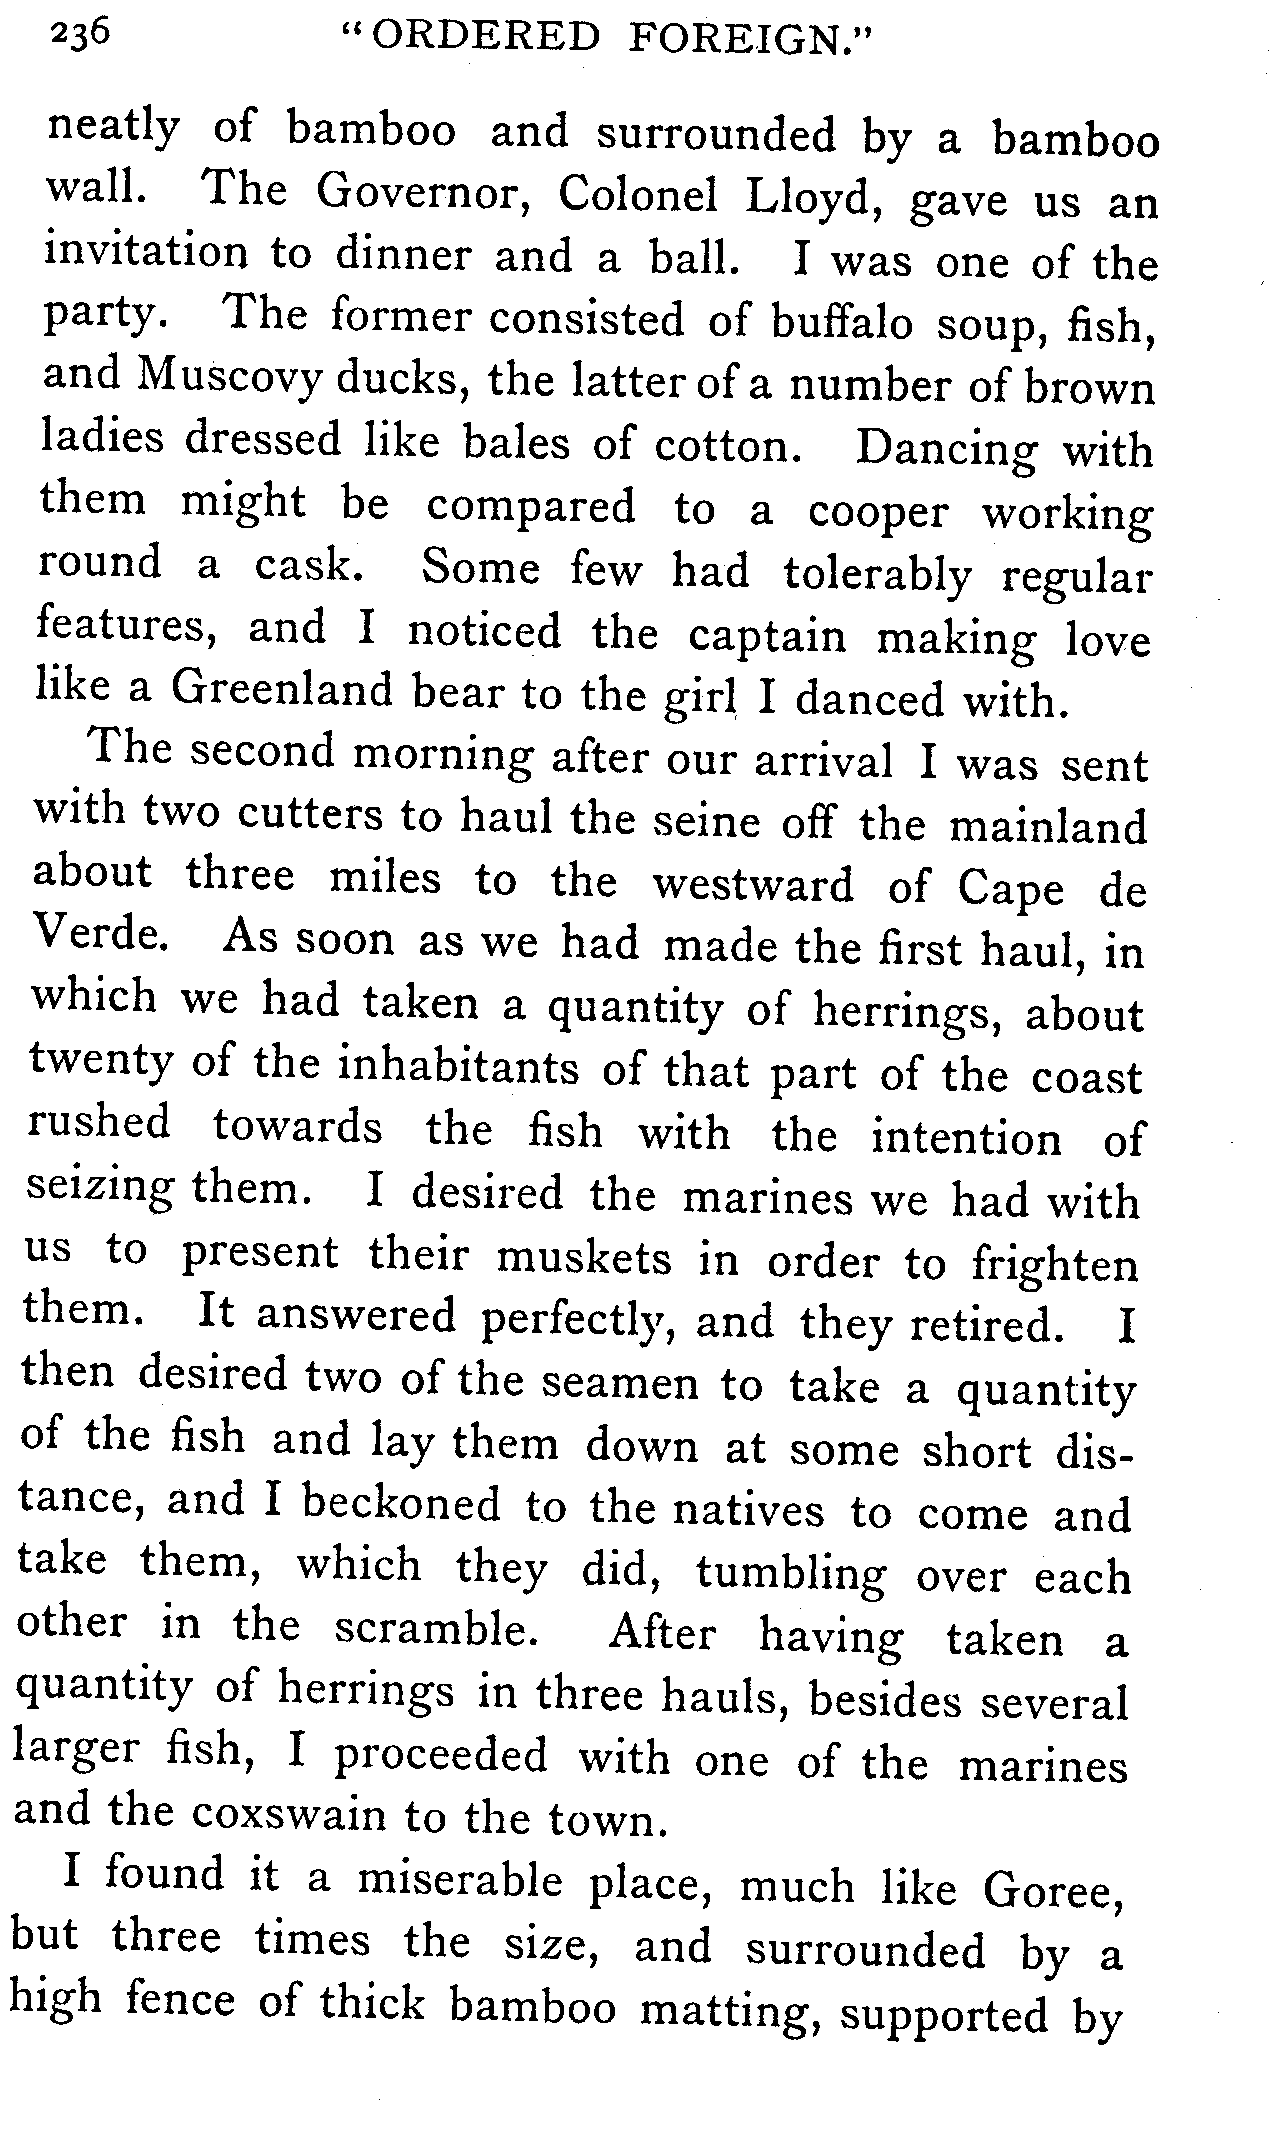 236 "ORDERED FOREIGN."
neatly of bamboo and surrounded by a bamboo
wall. The Governor, Colonel Lloyd, gave us an
invitation to dinner and a ball. I was one of the
party. The former consisted of buffalo soup, fish,
and Muscovy ducks, the latter of a number of brown
ladies dressed like bales of cotton. Dancing with
them might be compared to a cooper working
round a cask. Some few had tolerably regular
features, and I noticed the captain making love
like a Greenland bear to the girl I danced with.
The second morning after our arrival I was sent
with two cutters to haul the seine off the mainland
about three miles to the westward of Cape de
Verde. As soon as we had made the first haul, in
which we had taken a quantity of herrings, about
twenty of the inhabitants of that part of the coast
rushed towards the fish with the intention of
seizing them. I desired the marines we had with
us to present their muskets in order to frighten
them. It answered perfectly, and they retired. I
then desired two of the seamen to take a quantity
of the fish and lay them down at some short dis-
tance, and I beckoned to the natives to come and
take them, which they did, tumbling over each
other in the scramble. After having taken a
quantity of herrings in three hauls, besides several
larger fish, I proceeded with one of the marines
and the coxswain to the town.
I found it a miserable place, much like Goree,
but three times the size, and surrounded by a
high fence of thick bamboo matting, supported by